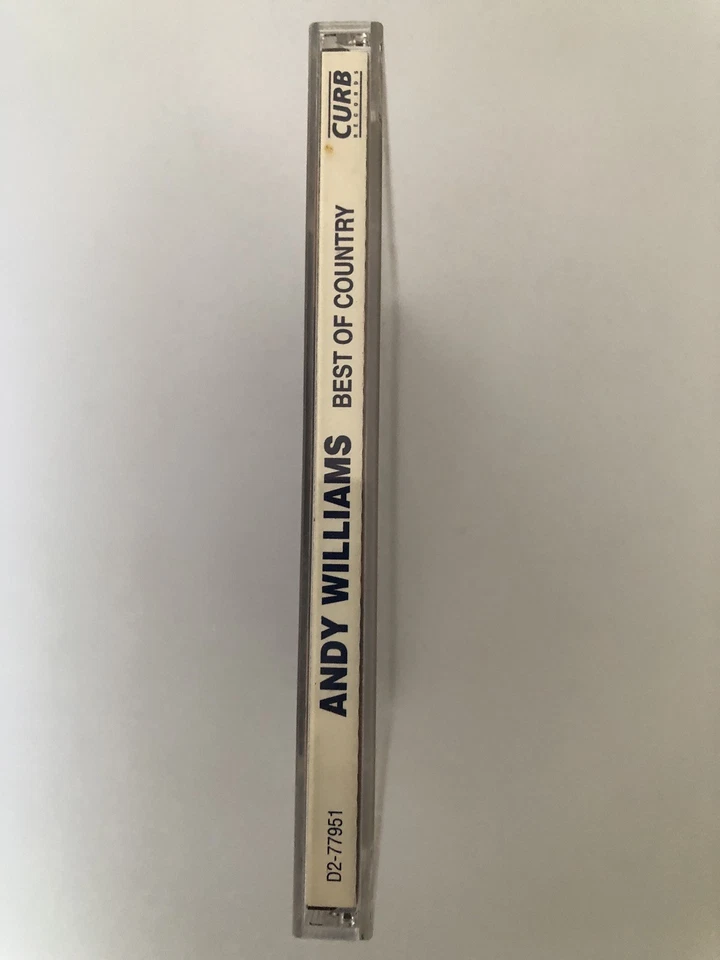 D2-77951 ANDY WILLIAMS BEST OF COUNTRY CURB
RECORDS